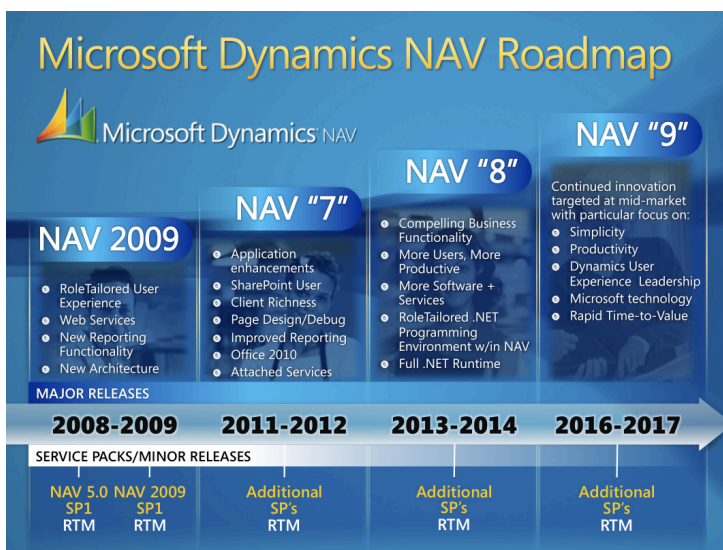 Microsoft Dynamics NAV Roadmap
Microsoft Dynamics NAV
NAV 2009
RoleTailored User
Experience
Web Services
New Reporting
Functionality
New Architecture
NAV "7"
Application
enhancements
SharePoint User
Client Richness
Page Design/Debug
Improved Reporting
Office 2010
Attached Services
NAV "8"
Compelling Business
Functionality
More Users, More
Productive
More Software +
Services
RoleTailored .NET
Programming
Environment w/in NAV
Full .NET Runtime
NAV "9"
Continued innovation
targeted at mid-market
with particular focus on:
Simplicity
Productivity
Dynamics User
Experience Leadership
Microsoft technology
Rapid Time-to-Value
MAJOR RELEASES
2008-2009 2011-2012 2013-2014 2016-2017
SERVICE PACKS/MINOR RELEASES
NAV 5.0
SP1
RTM
NAV 2009
SP1
RTM
Additional
SP's
RTM
Additional
SP's
RTM
Additional
SP's
RTM